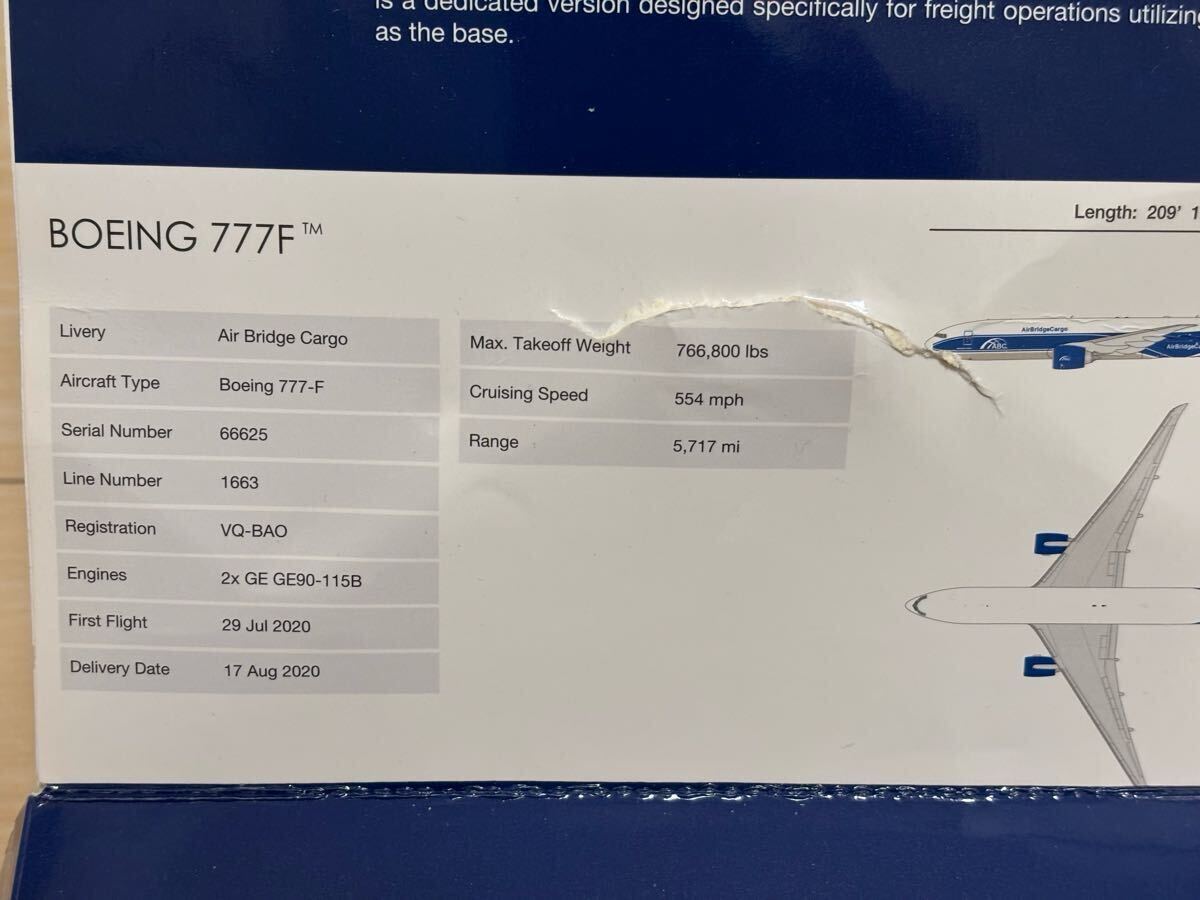 is a dedicated version designed specifically for freight operations utilizing
as the base.
BOEING 777F™
Length: 209' 1
Livery Air Bridge Cargo
Aircraft Type Boeing 777-F
Serial Number 66625
Line Number 1663
Registration VQ-BAO
Engines 2x GE GE90-115B
First Flight 29 Jul 2020
Delivery Date 17 Aug 2020
Max. Takeoff Weight 766,800 lbs
Cruising Speed 554 mph
Range 5,717 mi
AirBridgeCargo
ABC
AirBridgeC